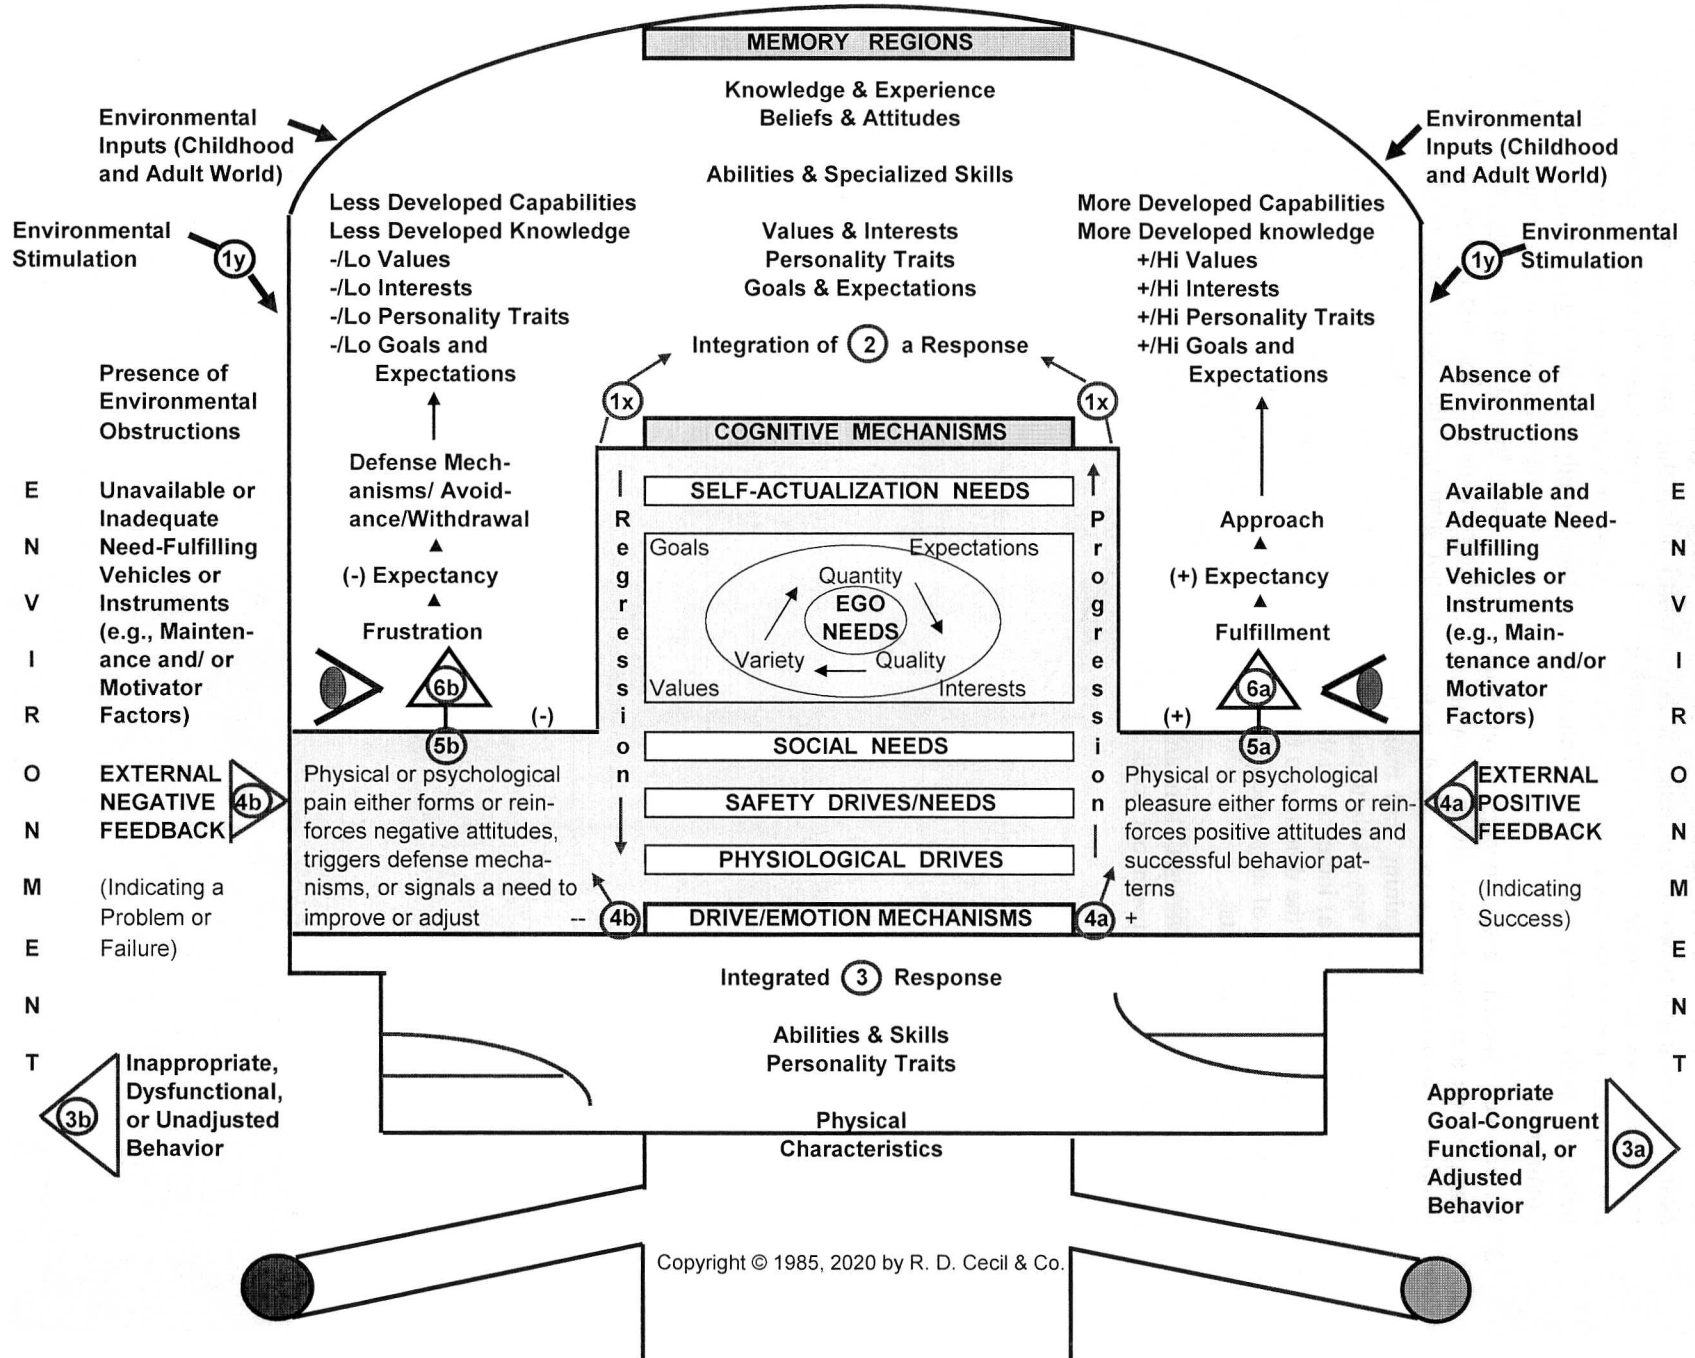 MEMORY REGIONS
Knowledge & Experience
Beliefs & Attitudes
Abilities & Specialized Skills
Values & Interests
Personality Traits
Goals & Expectations
Integration of 2 a Response
Environmental
Inputs (Childhood
and Adult World)
Environmental
Stimulation
1y
Less Developed Capabilities
Less Developed Knowledge
-/Lo Values
-/Lo Interests
-/Lo Personality Traits
-/Lo Goals and
Expectations
Defense Mech-
anisms/ Avoid-
ance/Withdrawal
(-) Expectancy
Frustration
6b
(-)
5b
Environmental
Inputs (Childhood
and Adult World)
1y
Environmental
Stimulation
More Developed Capabilities
More Developed knowledge
+/Hi Values
+/Hi Interests
+/Hi Personality Traits
+/Hi Goals and
Expectations
Approach
(+) Expectancy
Fulfillment
6a
(+)
5a
Presence of
Environmental
Obstructions
Unavailable or
Inadequate
Need-Fulfilling
Vehicles or
Instruments
(e.g., Mainten-
ance and/ or
Motivator
Factors)
EXTERNAL
NEGATIVE
FEEDBACK
4b
(Indicating a
Problem or
Failure)
ENVIRONMENT
3b
Inappropriate,
Dysfunctional,
or Unadjusted
Behavior
Physical or psychological
pain either forms or rein-
forces negative attitudes,
triggers defense mecha-
nisms, or signals a need to
improve or adjust
--
4b
1x
1x
COGNITIVE MECHANISMS
Regression
Progression
SELF-ACTUALIZATION NEEDS
Goals
Expectations
Quantity
EGO
NEEDS
Variety
Quality
Values
Interests
SOCIAL NEEDS
SAFETY DRIVES/NEEDS
PHYSIOLOGICAL DRIVES
DRIVE/EMOTION MECHANISMS
4a
+
Physical or psychological
pleasure either forms or rein-
forces positive attitudes and
successful behavior pat-
terns
Absence of
Environmental
Obstructions
Available and
Adequate Need-
Fulfilling
Vehicles or
Instruments
(e.g., Main-
tenance and/or
Motivator
Factors)
4a
EXTERNAL
POSITIVE
FEEDBACK
(Indicating
Success)
ENVIRONMENT
Appropriate
Goal-Congruent
Functional, or
Adjusted
Behavior
3a
Integrated 3 Response
Abilities & Skills
Personality Traits
Physical
Characteristics
Copyright © 1985, 2020 by R. D. Cecil & Co.